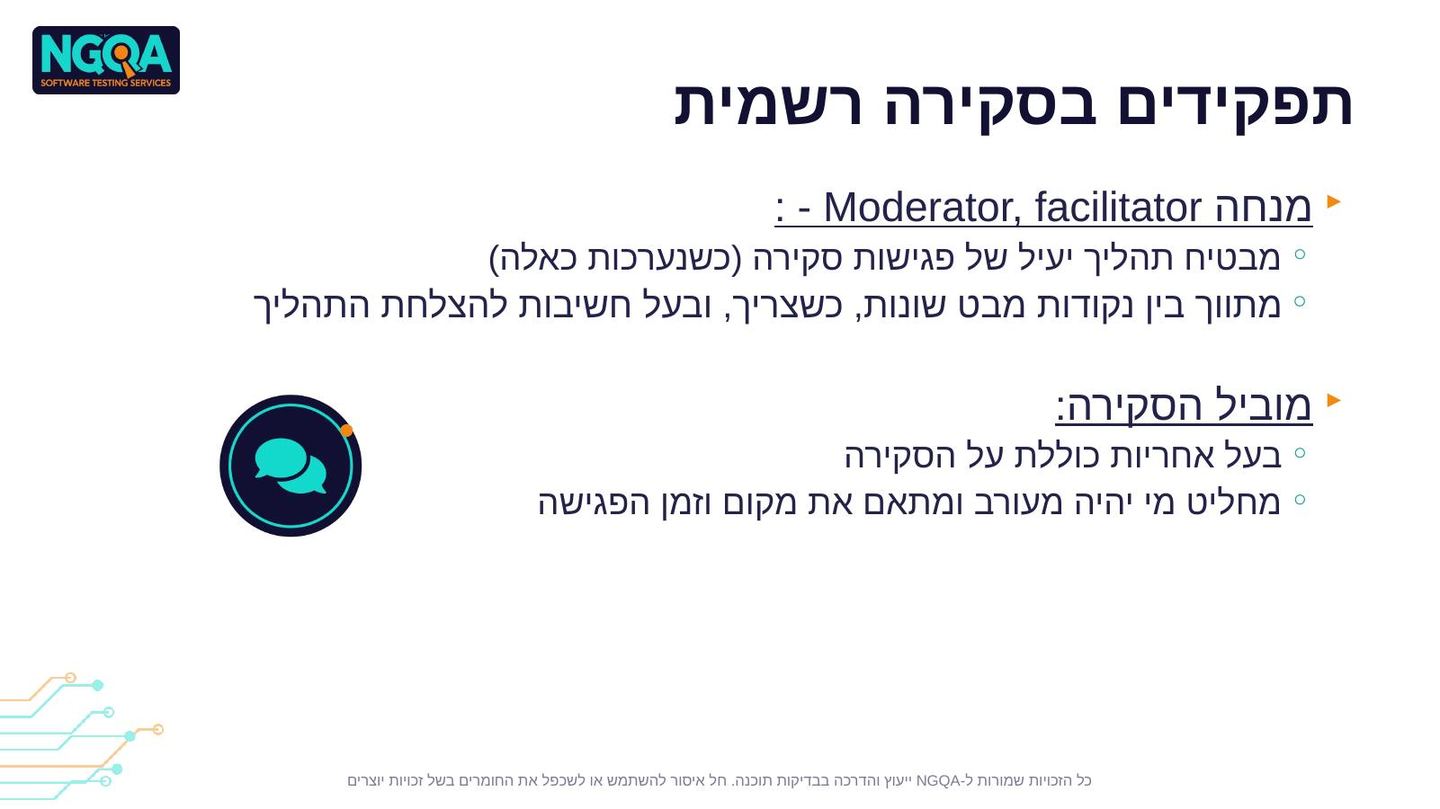 NGQA
SOFTWARE TESTING SERVICES
תפקידים בסקירה רשמית
מנחה Moderator, facilitator - :
מבטיח תהליך יעיל של פגישות סקירה (כשנערכות כאלה)
מתווך בין נקודות מבט שונות, כשצריך, ובעל חשיבות להצלחת התהליך
מוביל הסקירה:
בעל אחריות כוללת על הסקירה
מחליט מי יהיה מעורב ומתאם את מקום וזמן הפגישה
כל הזכויות שמורות ל-NGQA ייעוץ והדרכה בבדיקות תוכנה. חל איסור להשתמש או לשכפל את החומרים בשל זכויות יוצרים